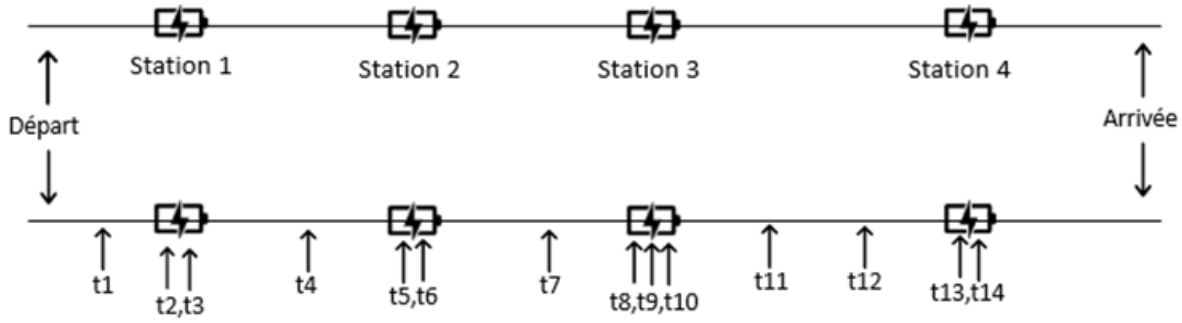 Station 1 Station 2 Station 3 Station 4
Départ Arrivée
t1 t2,t3 t4 t5,t6 t7 t8,t9,t10 t11 t12 t13,t14